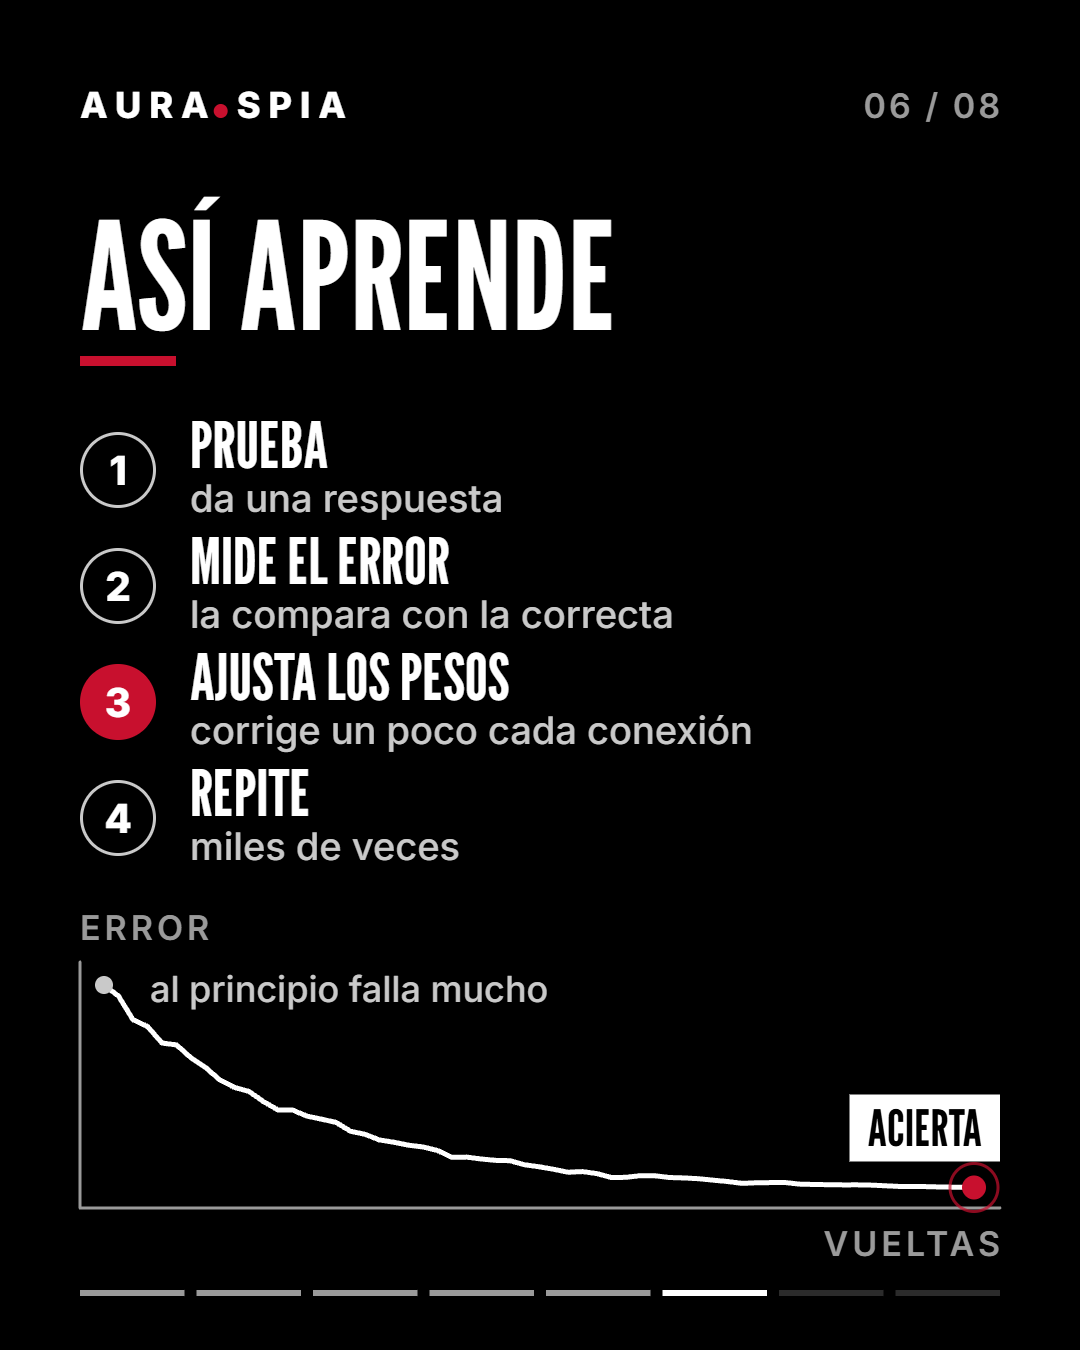 AURA.SPIA
06 / 08
ASÍ APRENDE
1
PRUEBA
da una respuesta
2
MIDE EL ERROR
la compara con la correcta
3
AJUSTA LOS PESOS
corrige un poco cada conexión
4
REPITE
miles de veces
ERROR
al principio falla mucho
ACIERTA
VUELTAS